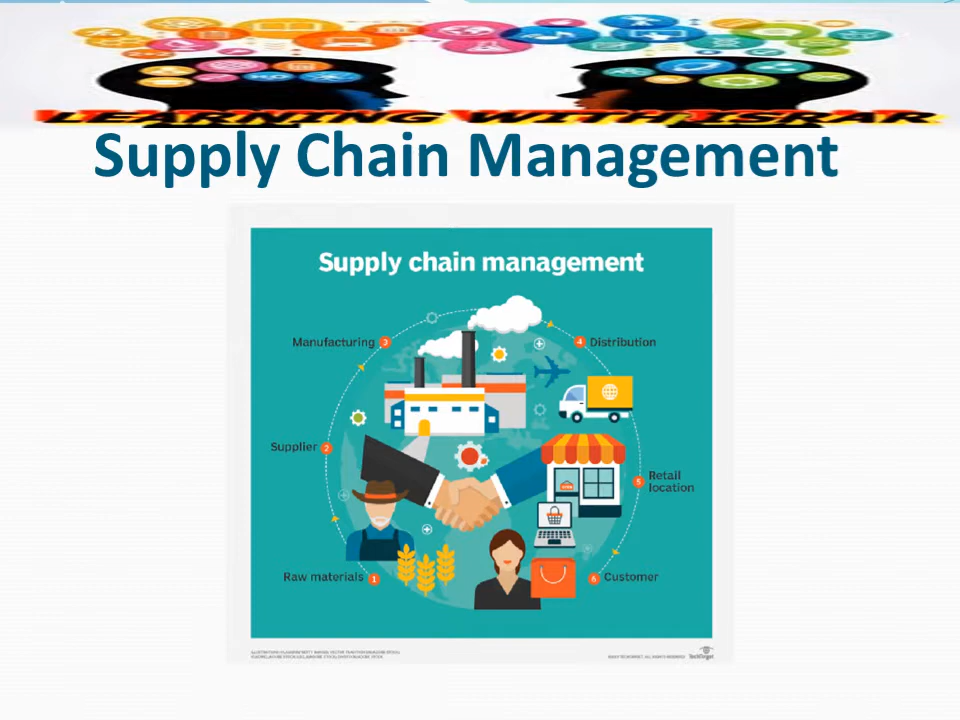 LEARNING WITH ISRAR
Supply Chain Management
Supply chain management
Manufacturing 3
4 Distribution
Supplier 2
5 Retail
location
Raw materials 1
6 Customer
TechTarget